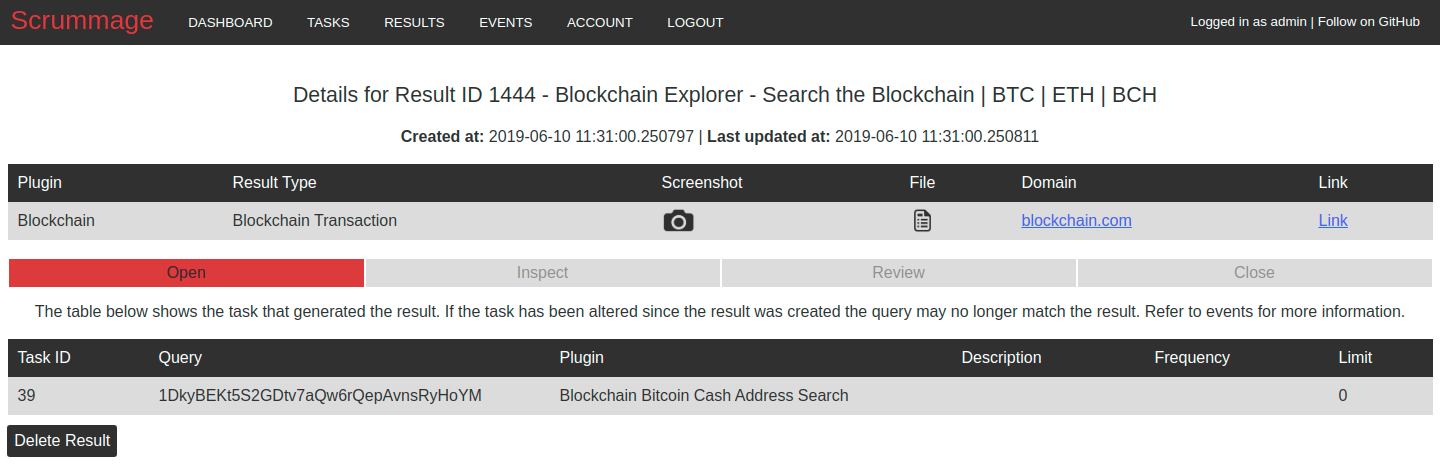 Scrummage DASHBOARD TASKS RESULTS EVENTS ACCOUNT LOGOUT Logged in as admin | Follow on GitHub
Details for Result ID 1444 - Blockchain Explorer - Search the Blockchain | BTC | ETH | BCH
Created at: 2019-06-10 11:31:00.250797 | Last updated at: 2019-06-10 11:31:00.250811
Plugin Result Type Screenshot File Domain Link
Blockchain Blockchain Transaction blockchain.com Link
Open Inspect Review Close
The table below shows the task that generated the result. If the task has been altered since the result was created the query may no longer match the result. Refer to events for more information.
Task ID Query Plugin Description Frequency Limit
39 1DkyBEKt5S2GDtv7aQw6rQepAvnsRyHoYM Blockchain Bitcoin Cash Address Search 0
Delete Result